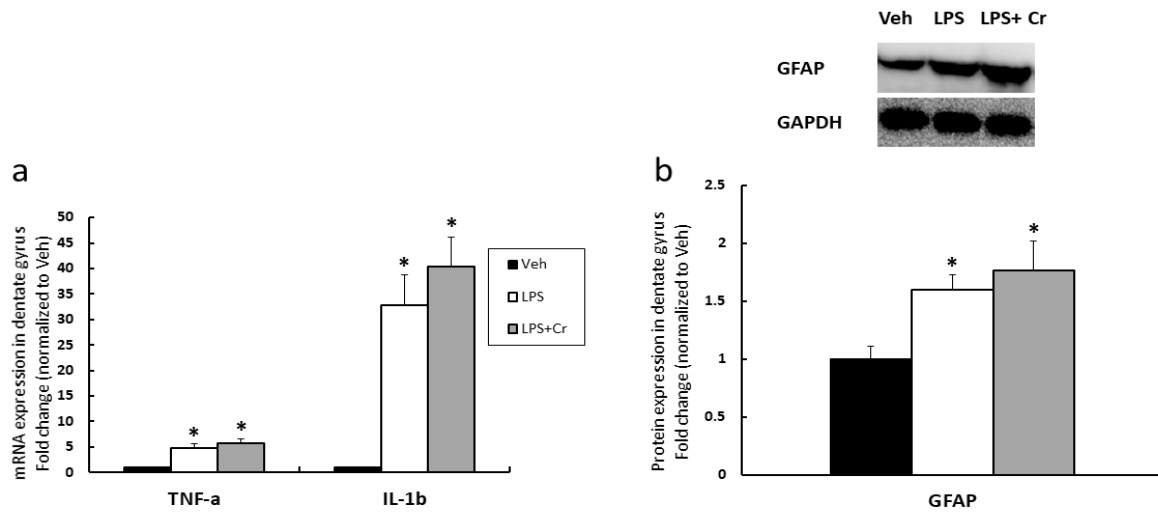 Veh LPS LPS+ Cr
GFAP
GAPDH
a
mRNA expression in dentate gyrus
Fold change (normalized to Veh)
50
45
40
35
30
25
20
15
10
5
0
* * * *
Veh
LPS
LPS+Cr
TNF-a IL-1b
b
Protein expression in dentate gyrus
Fold change (normalized to Veh)
2.5
2
1.5
1
0.5
0
* *
GFAP